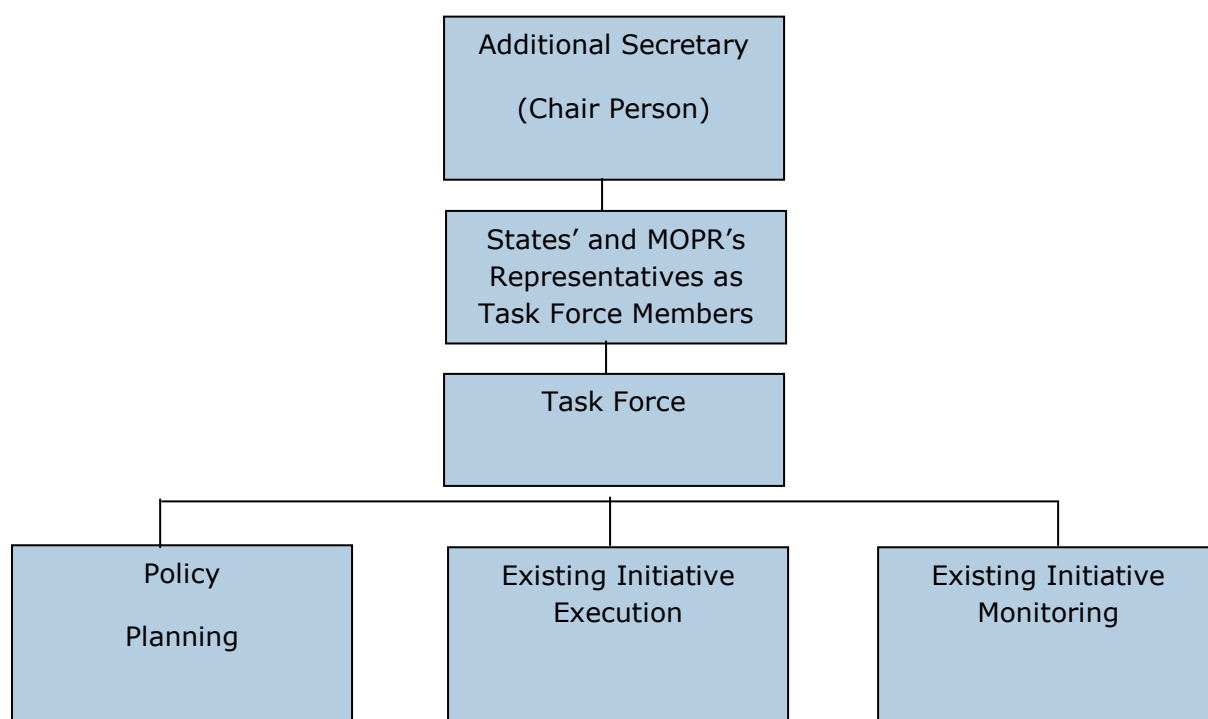 Additional Secretary
(Chair Person)
States’ and MOPR’s
Representatives as
Task Force Members
Task Force
Policy
Planning
Existing Initiative
Execution
Existing Initiative
Monitoring